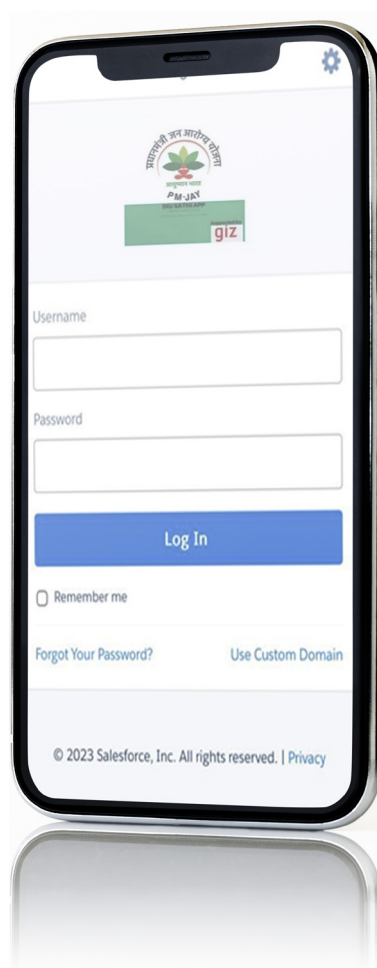 प्रधानमंत्री जन आरोग्य योजना
आयुष्मान भारत
PM-JAY
giz
Username
Password
Log In
Remember me
Forgot Your Password? Use Custom Domain
© 2023 Salesforce, Inc. All rights reserved. | Privacy